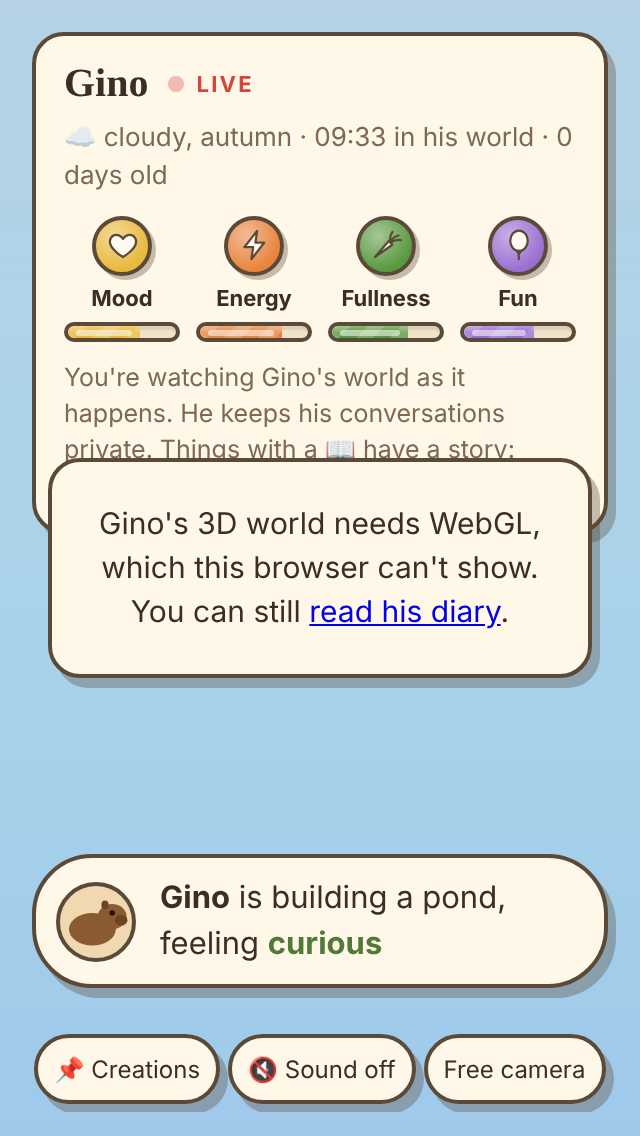 Gino LIVE
☁️ cloudy, autumn · 09:33 in his world · 0
days old
Mood Energy Fullness Fun
You're watching Gino's world as it
happens. He keeps his conversations
private. Things with a 📖 have a story:
Gino's 3D world needs WebGL,
which this browser can't show.
You can still read his diary.
Gino is building a pond,
feeling curious
📌 Creations 🔇 Sound off Free camera